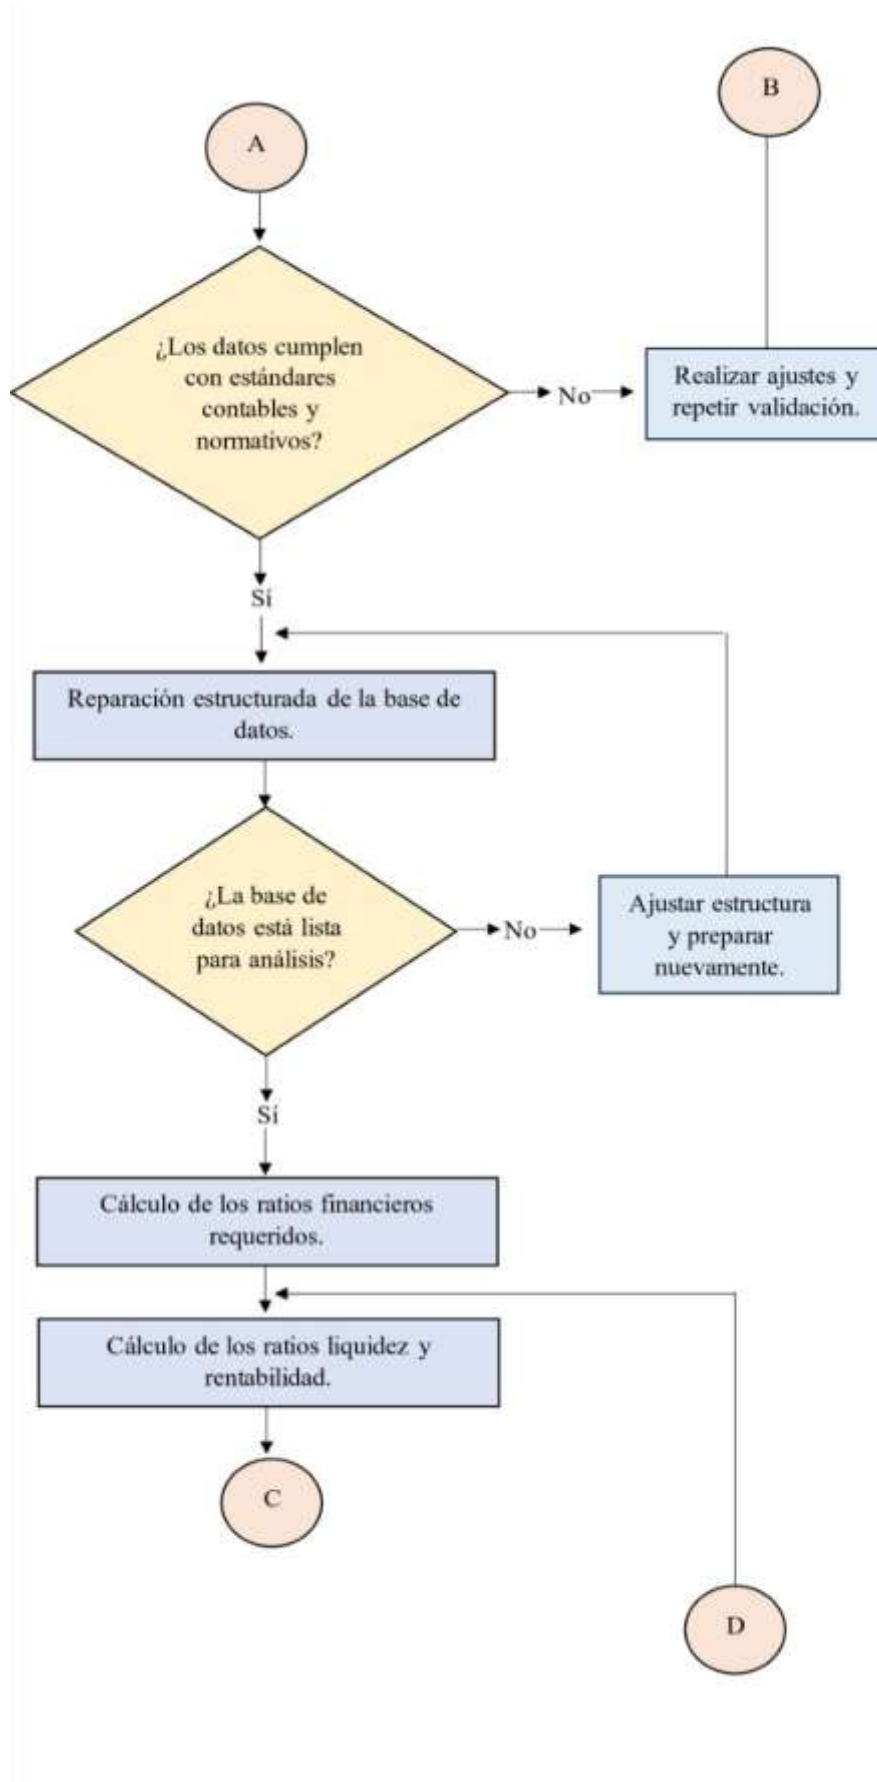 B
A
¿Los datos cumplen
con estándares
contables y
normativos?
No
Realizar ajustes y
repetir validación.
Sí
Reparación estructurada de la base de
datos.
¿La base de
datos está lista
para análisis?
No
Ajustar estructura
y preparar
nuevamente.
Sí
Cálculo de los ratios financieros
requeridos.
Cálculo de los ratios liquidez y
rentabilidad.
C
D